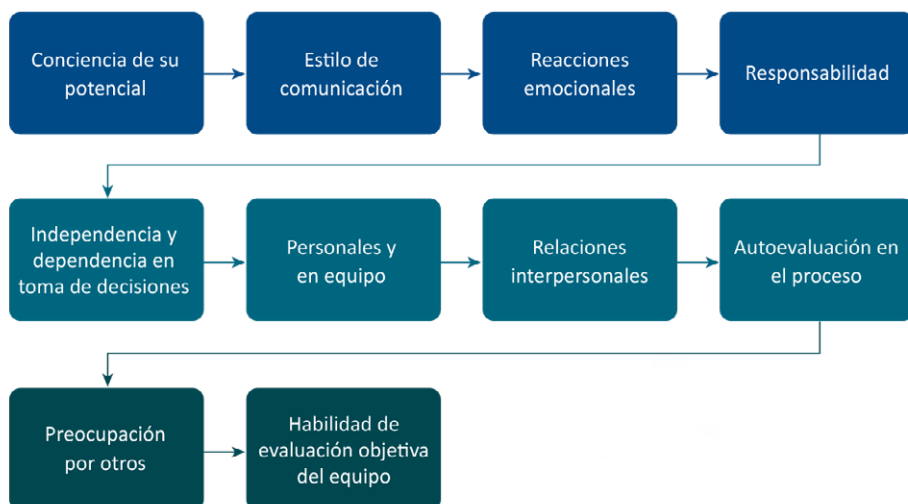 Conciencia de su
potencial
Estilo de
comunicación
Reacciones
emocionales
Responsabilidad
Independencia y
dependencia en
toma de decisiones
Personales y
en equipo
Relaciones
interpersonales
Autoevaluación en
el proceso
Preocupación
por otros
Habilidad de
evaluación objetiva
del equipo